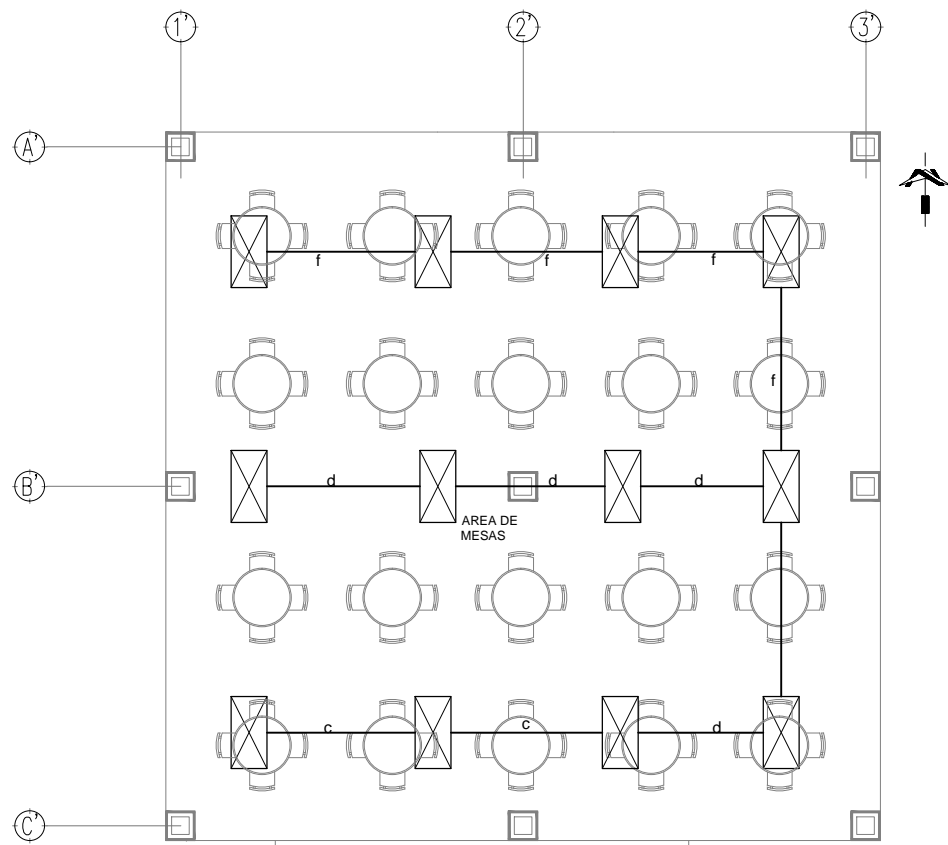 1' 2' 3'
A'
f f f
f
B'
d d d
AREA DE
MESAS
c c d
C'